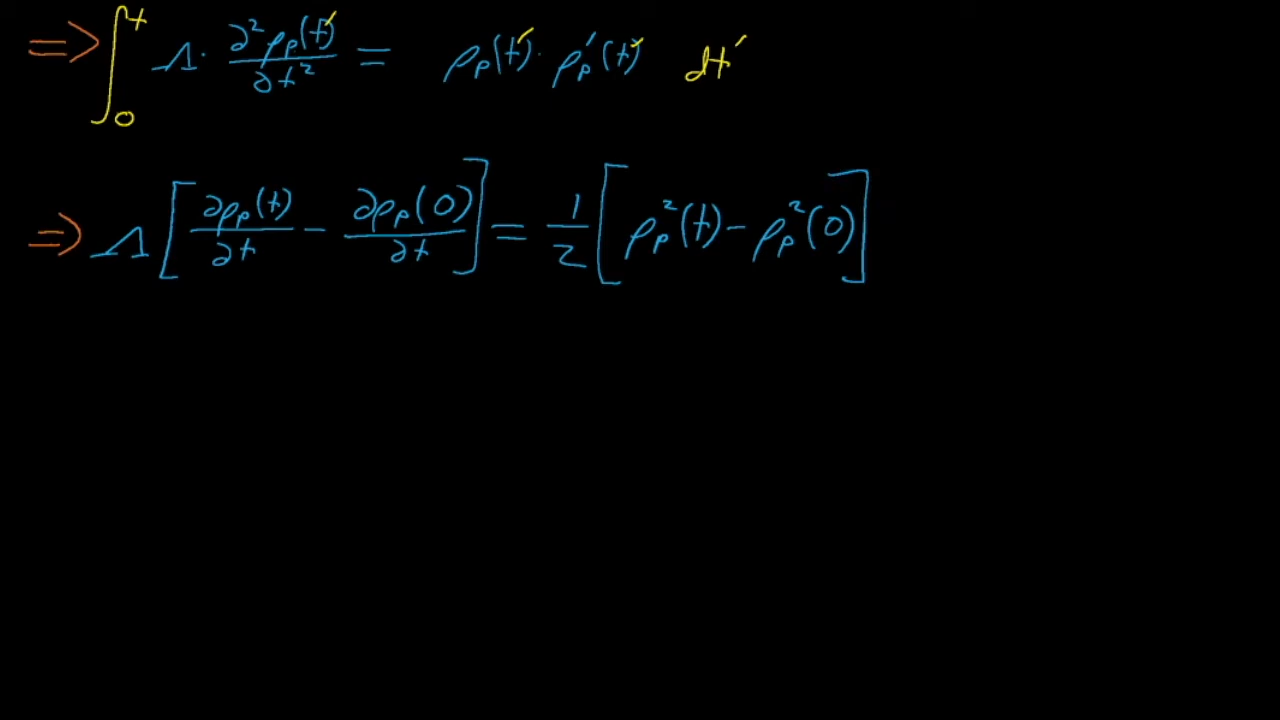 ⇒ ∫₀ᵗ Λ · ∂²ρₚ(t′)/∂t² = ρₚ(t′) · ρₚ′(t′) dt′
⇒ Λ [ ∂ρₚ(t)/∂t − ∂ρₚ(0)/∂t ] = 1/2 [ ρₚ²(t) − ρₚ²(0) ]